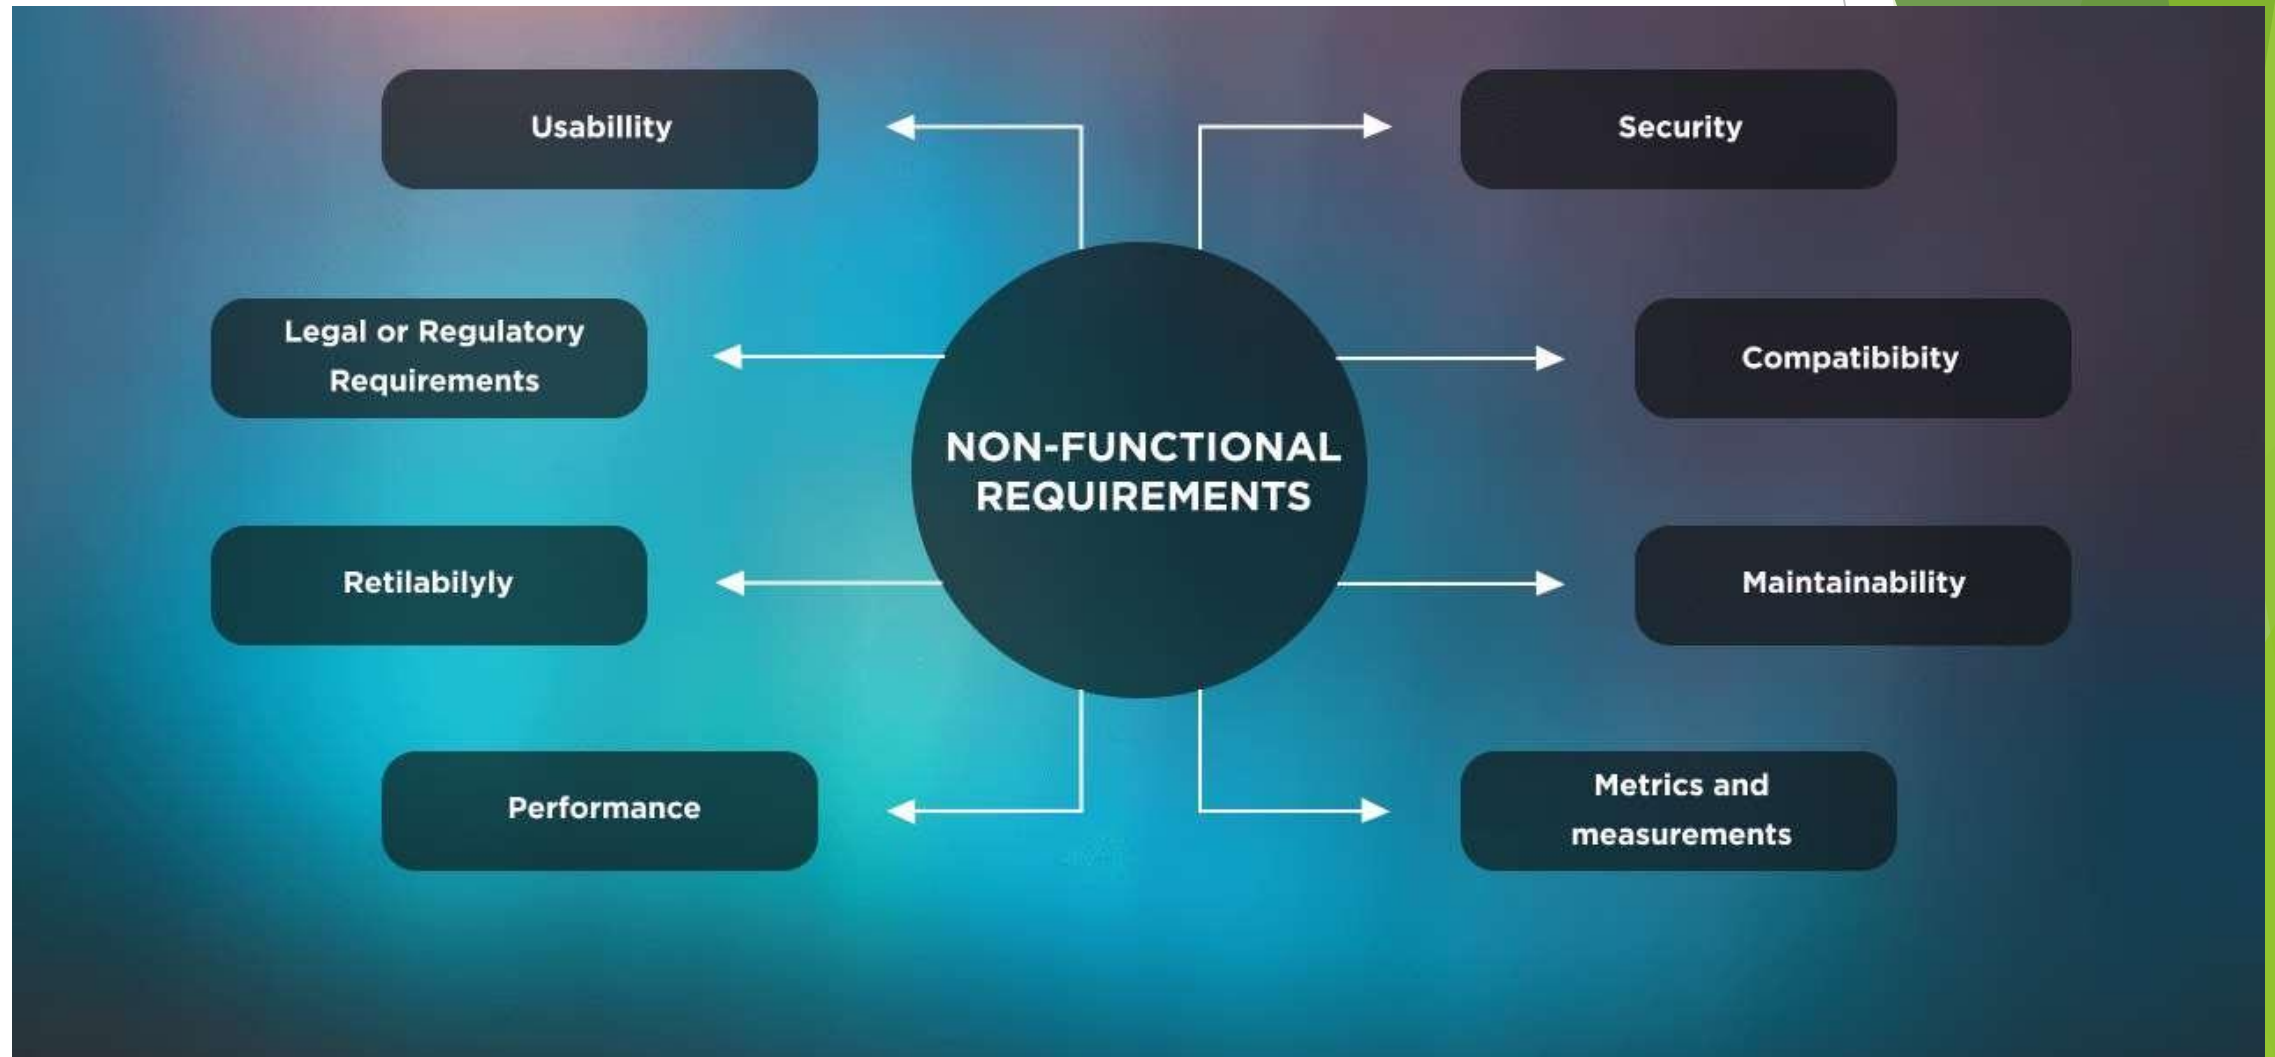 Usabillity
Security
Legal or Regulatory
Requirements
Compatibibity
NON-FUNCTIONAL
REQUIREMENTS
Retilabilyly
Maintainability
Performance
Metrics and
measurements